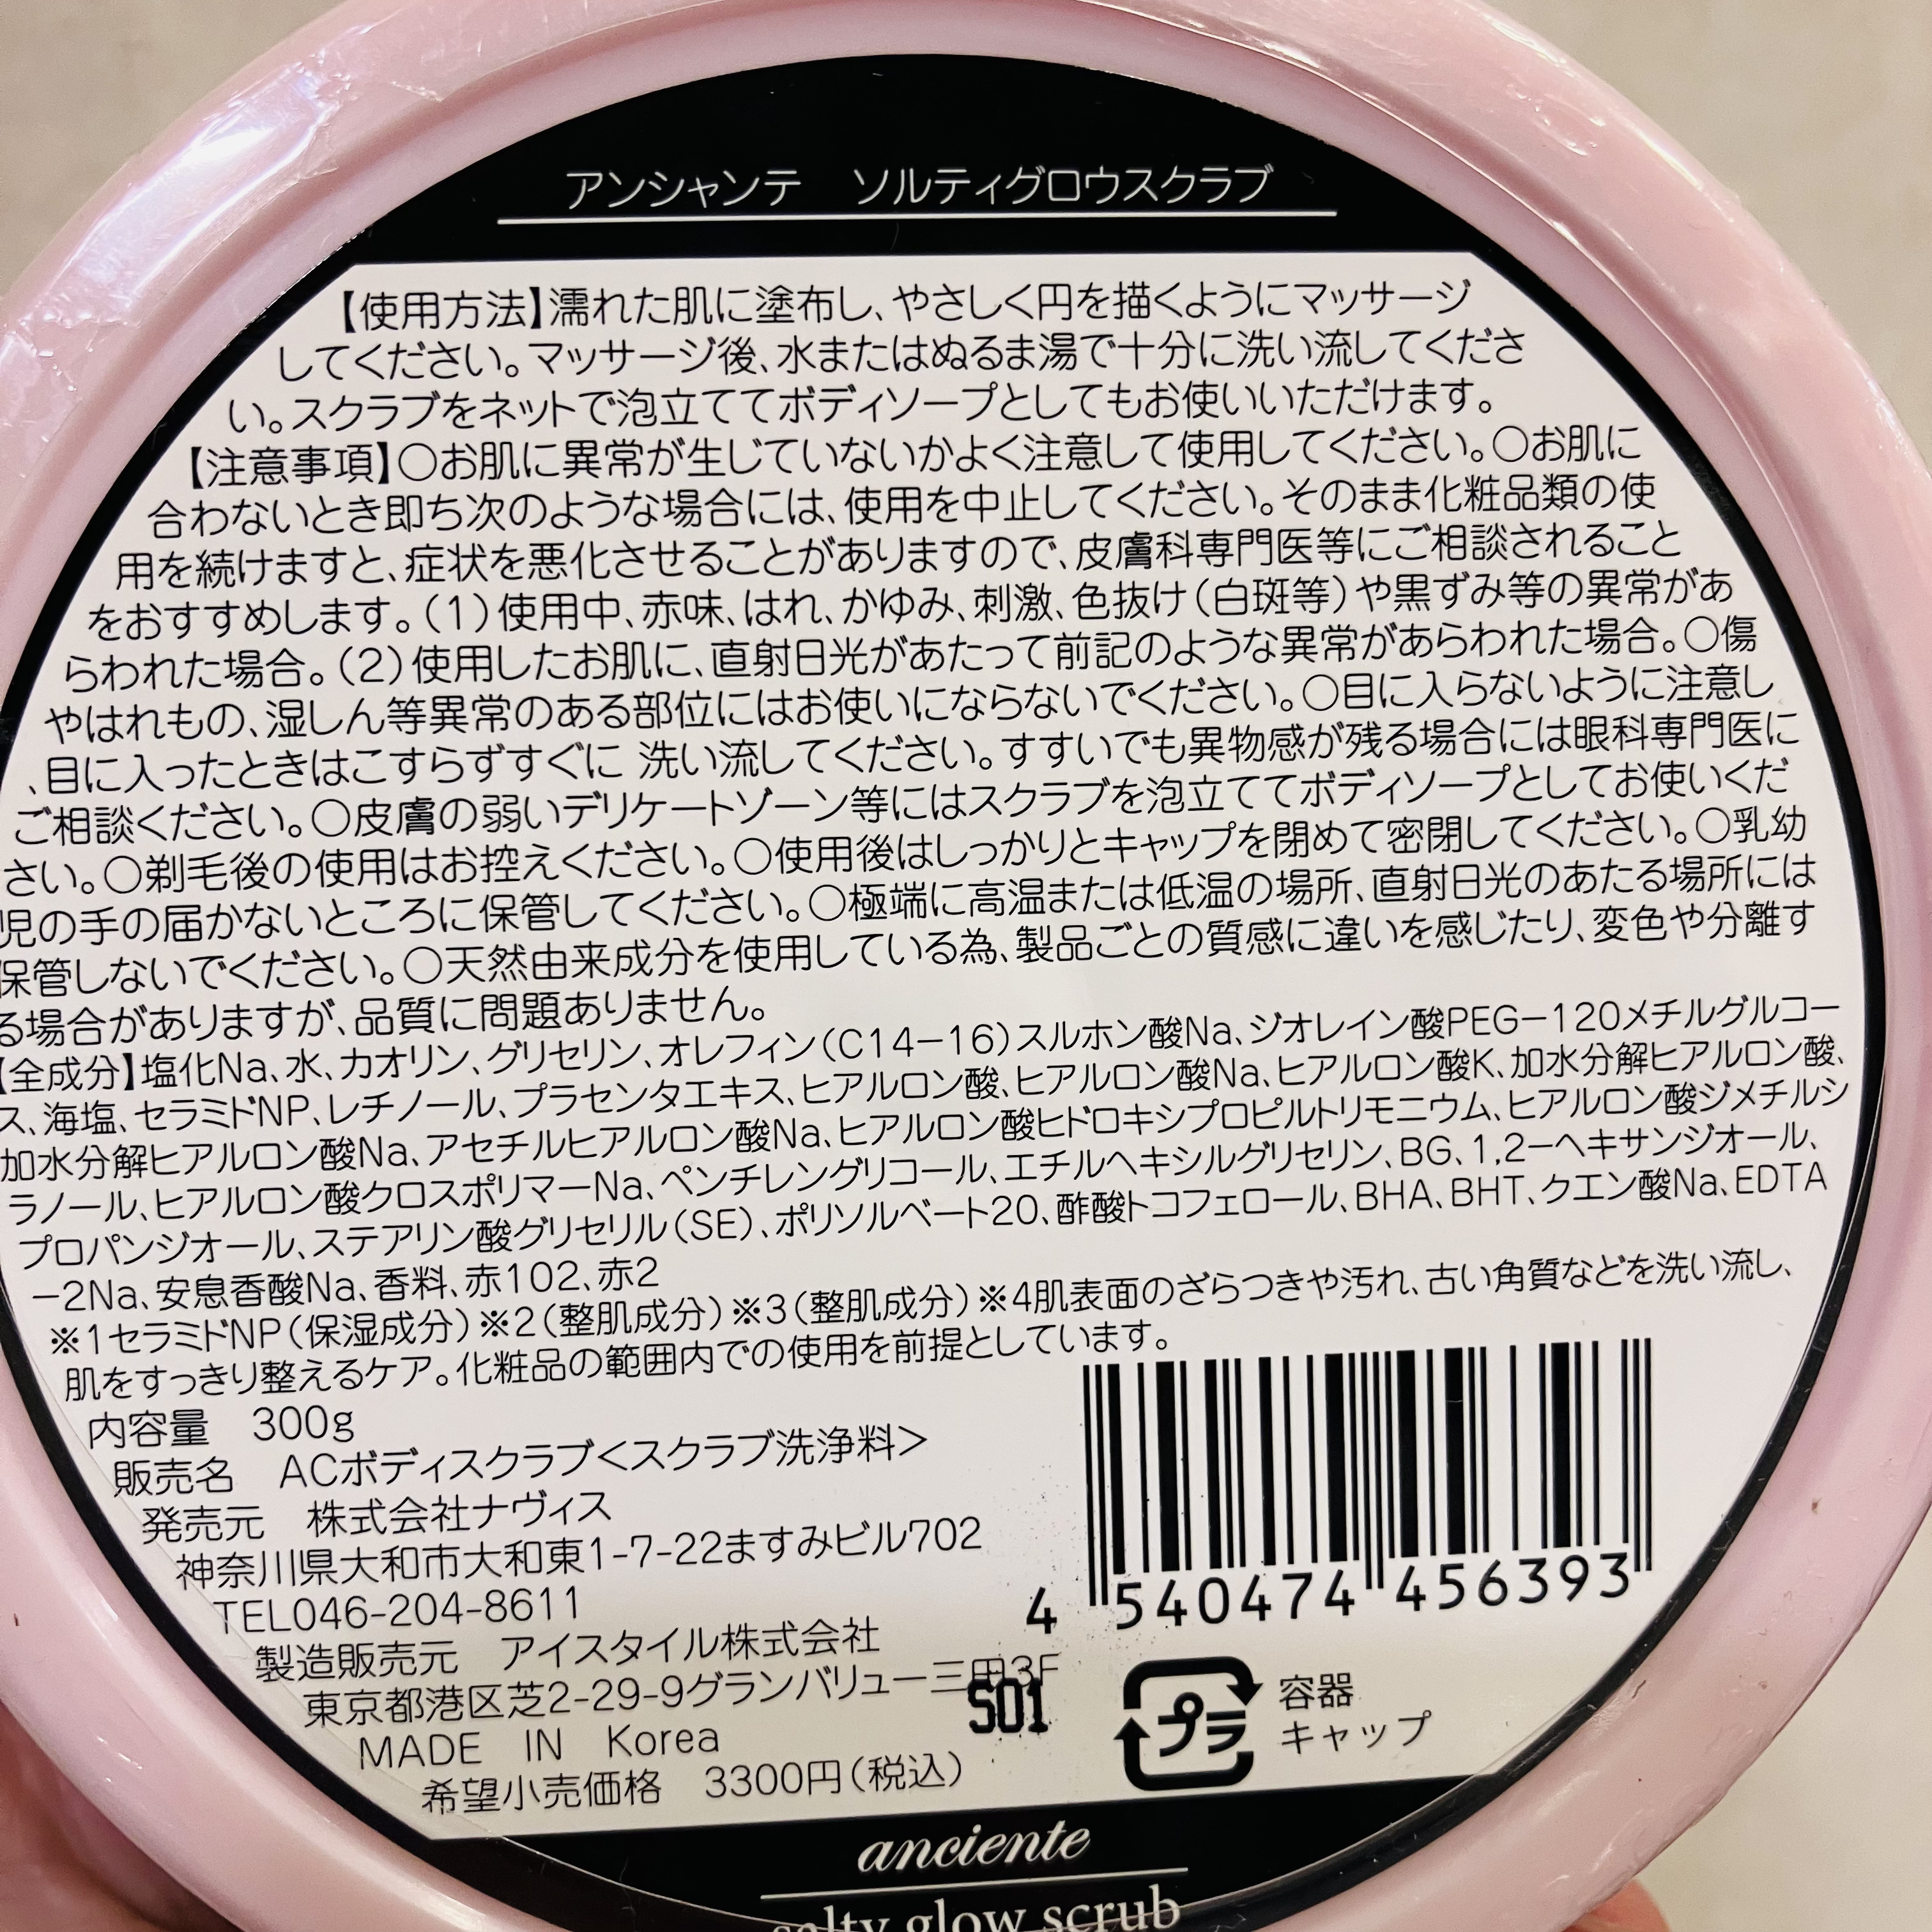 アンシャンテ　ソルティグロウスクラブ
【使用方法】濡れた肌に塗布し、やさしく円を描くようにマッサージ
してください。マッサージ後、水またはぬるま湯で十分に洗い流してくださ
い。スクラブをネットで泡立ててボディソープとしてもお使いいただけます。
【注意事項】○お肌に異常が生じていないかよく注意して使用してください。○お肌に
合わないとき即ち次のような場合には、使用を中止してください。そのまま化粧品類の使
用を続けますと、症状を悪化させることがありますので、皮膚科専門医等にご相談されること
をおすすめします。（1）使用中、赤味、はれ、かゆみ、刺激、色抜け（白斑等）や黒ずみ等の異常があ
らわれた場合。（2）使用したお肌に、直射日光があたって前記のような異常があらわれた場合。○傷
やはれもの、湿しん等異常のある部位にはお使いにならないでください。○目に入らないように注意し
、目に入ったときはこすらずすぐに 洗い流してください。すすいでも異物感が残る場合には眼科専門医に
ご相談ください。○皮膚の弱いデリケートゾーン等にはスクラブを泡立ててボディソープとしてお使いくだ
さい。○剃毛後の使用はお控えください。○使用後はしっかりとキャップを閉めて密閉してください。○乳幼
児の手の届かないところに保管してください。○極端に高温または低温の場所、直射日光のあたる場所には
保管しないでください。○天然由来成分を使用している為、製品ごとの質感に違いを感じたり、変色や分離す
る場合がありますが、品質に問題ありません。
【全成分】塩化Na、水、カオリン、グリセリン、オレフィン（C14−16）スルホン酸Na、ジオレイン酸PEG−120メチルグルコー
ス、海塩、セラミドNP、レチノール、プラセンタエキス、ヒアルロン酸、ヒアルロン酸Na、ヒアルロン酸K、加水分解ヒアルロン酸、
加水分解ヒアルロン酸Na、アセチルヒアルロン酸Na、ヒアルロン酸ヒドロキシプロピルトリモニウム、ヒアルロン酸ジメチルシ
ラノール、ヒアルロン酸クロスポリマーNa、ペンチレングリコール、エチルヘキシルグリセリン、BG、1,2−ヘキサンジオール、
プロパンジオール、ステアリン酸グリセリル（SE）、ポリソルベート20、酢酸トコフェロール、BHA、BHT、クエン酸Na、EDTA
−2Na、安息香酸Na、香料、赤102、赤2
※1セラミドNP（保湿成分）※2（整肌成分）※3（整肌成分）※4肌表面のざらつきや汚れ、古い角質などを洗い流し、
肌をすっきり整えるケア。化粧品の範囲内での使用を前提としています。
内容量　300g
販売名　ACボディスクラブ＜スクラブ洗浄料＞
発売元　株式会社ナヴィス
神奈川県大和市大和東1-7-22ますみビル702
TEL046-204-8611
製造販売元　アイスタイル株式会社
東京都港区芝2-29-9グランバリュー三田3F
S01
MADE　IN　Korea
希望小売価格　3300円（税込）
4 540474 456393
プラ
容器
キャップ
anciente
salty glow scrub